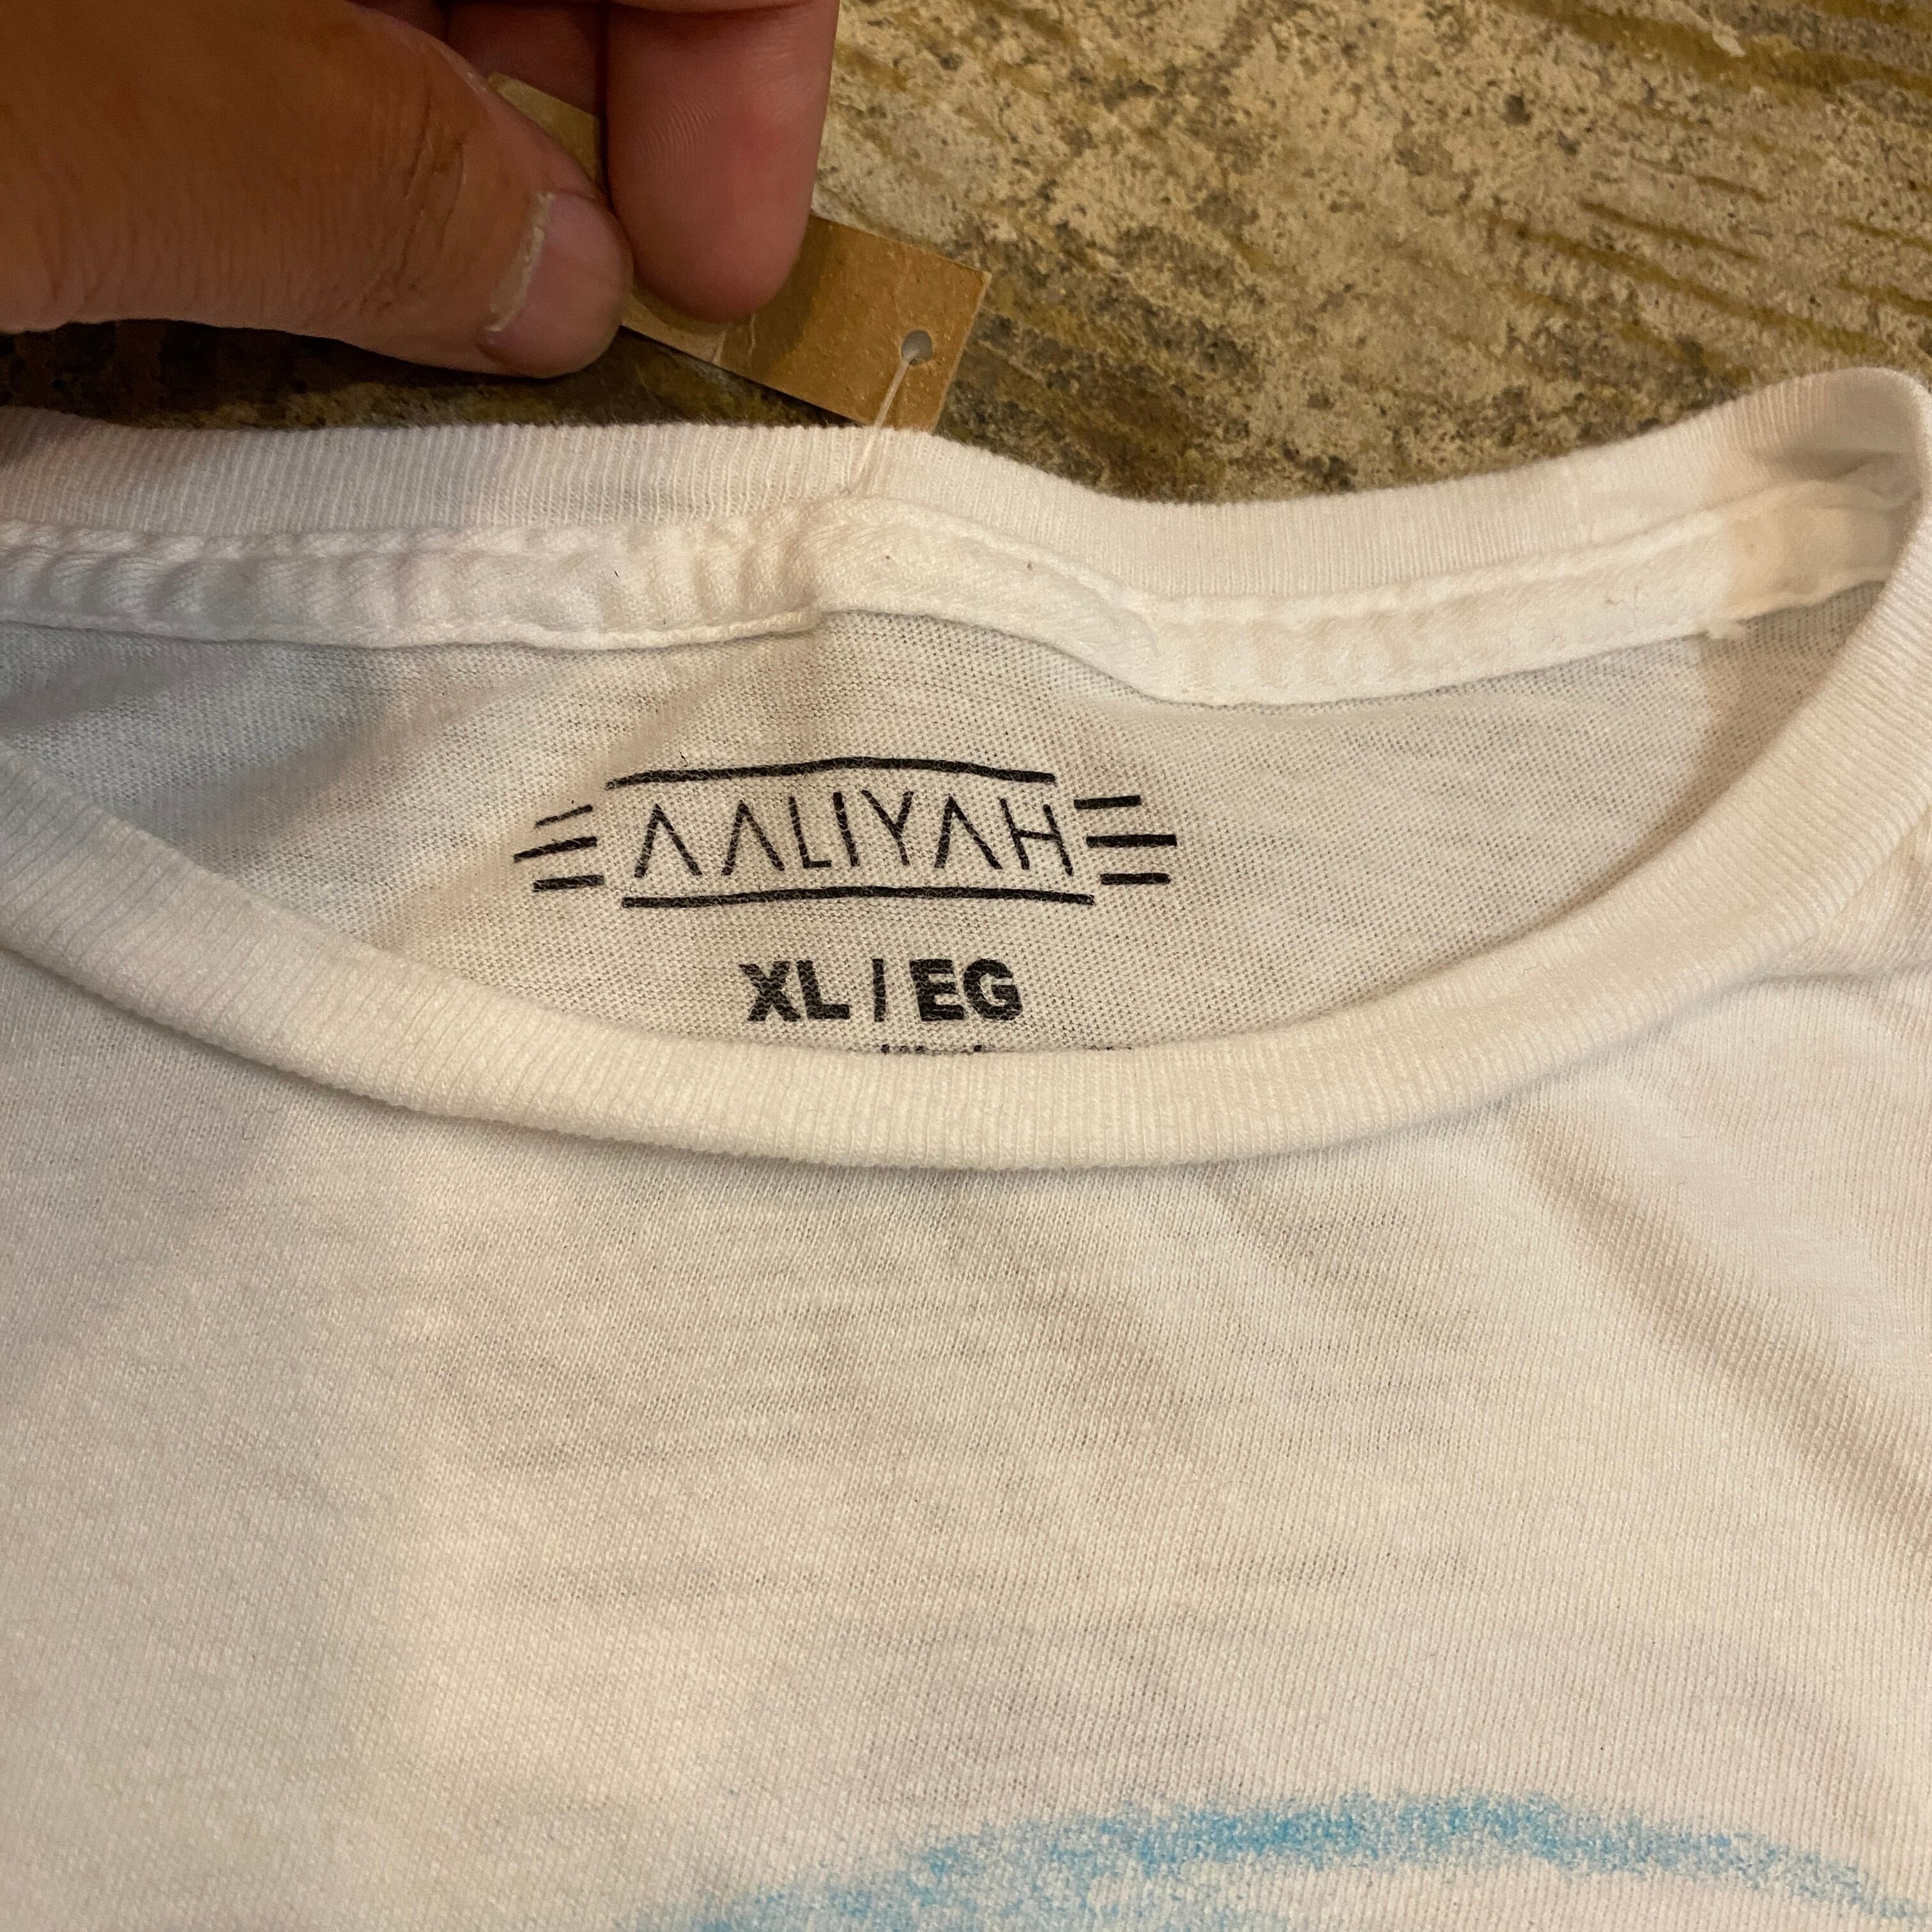 AALIYAH
XL | EG